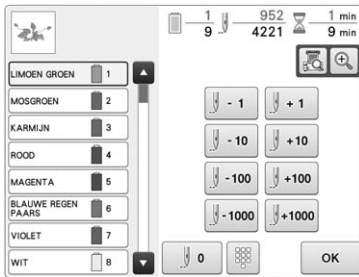 1 952 1 min
9 4221 9 min
LIMOEN GROEN 1
MOSGROEN 2
KARMIJN 3
ROOD 4
MAGENTA 5
BLAUWE REGEN
PAARS 6
VIOLET 7
WIT 8
- 1 + 1
- 10 +10
- 100 +100
- 1000 +1000
0 OK